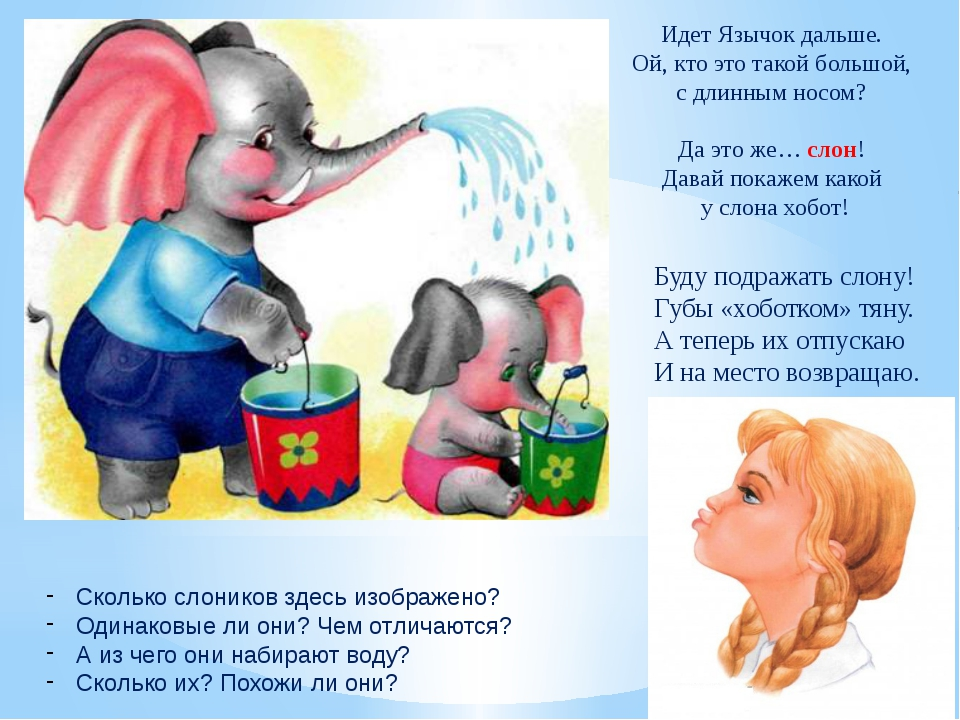 Идет Язычок дальше.
Ой, кто это такой большой,
с длинным носом?
Да это же… слон!
Давай покажем какой
у слона хобот!
Буду подражать слону!
Губы «хоботком» тяну.
А теперь их отпускаю
И на место возвращаю.
- Сколько слоников здесь изображено?
- Одинаковые ли они? Чем отличаются?
- А из чего они набирают воду?
- Сколько их? Похожи ли они?